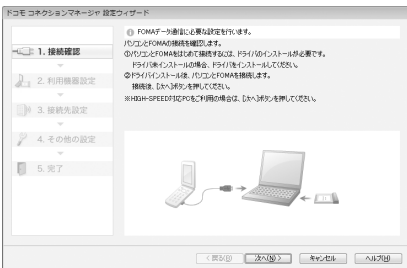 ドコモ コネクションマネージャ 設定ウィザード
FOMAデータ通信に必要な設定を行います。
パソコンとFOMAの接続を確認します。
①パソコンとFOMAをはじめて接続するには、ドライバのインストールが必要です。
ドライバ未インストールの場合、ドライバをインストールしてください。
②ドライバインストール後、パソコンとFOMAを接続します。
接続後、[次へ]ボタンを押してください。
※HIGH-SPEED対応PCをご利用の場合は、[次へ]ボタンを押してください。
1. 接続確認
2. 利用機器設定
3. 接続先設定
4. その他の設定
5. 完了
< 戻る(B)
次へ(N) >
キャンセル
ヘルプ(H)